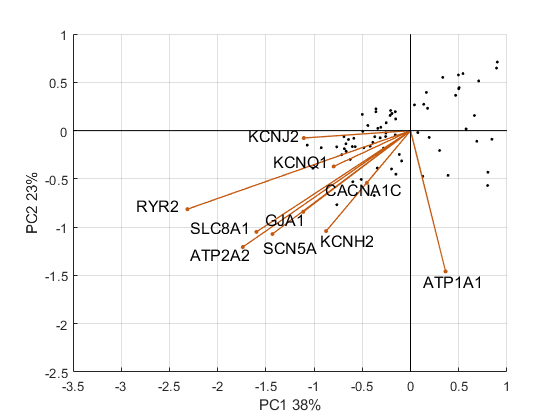 1
0.5
0
-0.5
-1
-1.5
-2
-2.5
PC2 23%
KCNJ2
KCNQ1
CACNA1C
RYR2
GJA1
SLC8A1
SCN5A
KCNH2
ATP2A2
ATP1A1
-3.5 -3 -2.5 -2 -1.5 -1 -0.5 0 0.5 1
PC1 38%